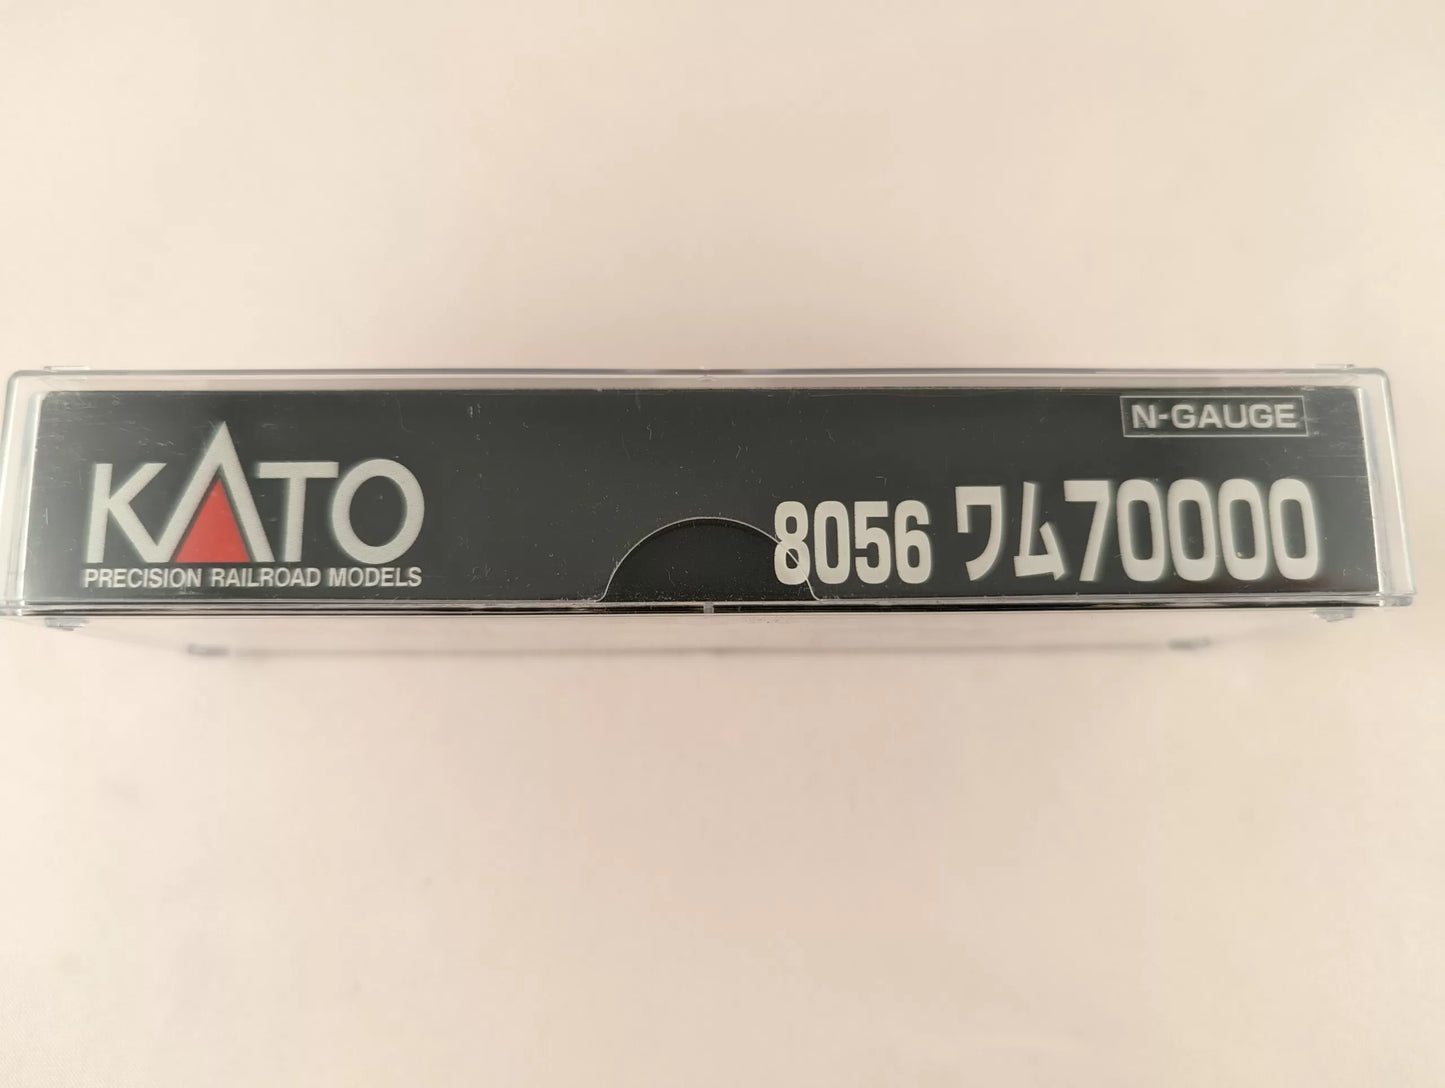 N-GAUGE
KATO
8056 ワム70000
PRECISION RAILROAD MODELS